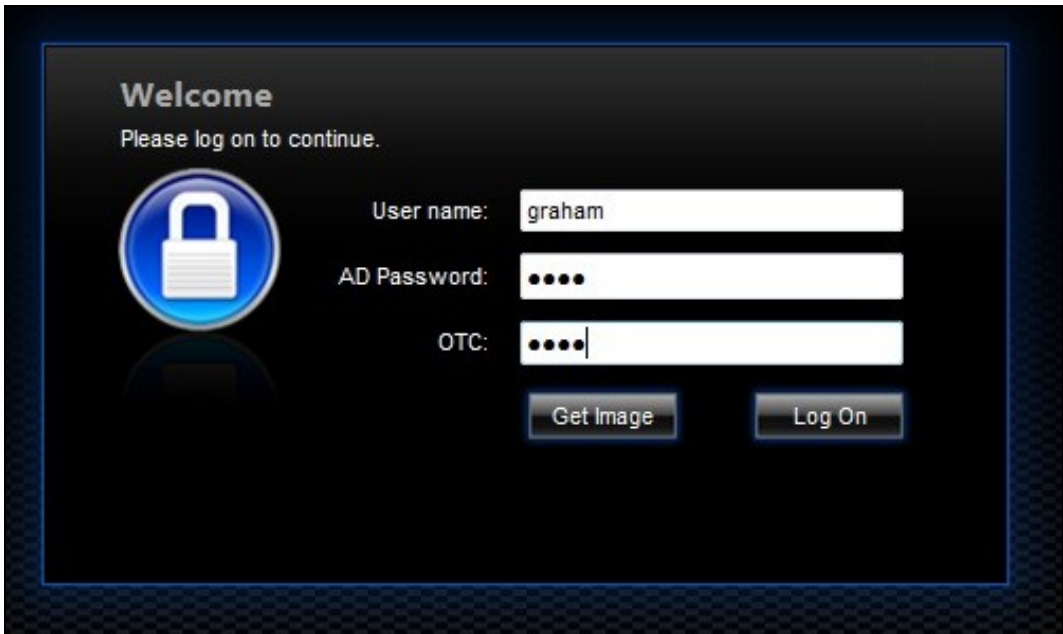 Welcome
Please log on to continue.
User name: graham
AD Password: ••••
OTC: ••••
Get Image Log On